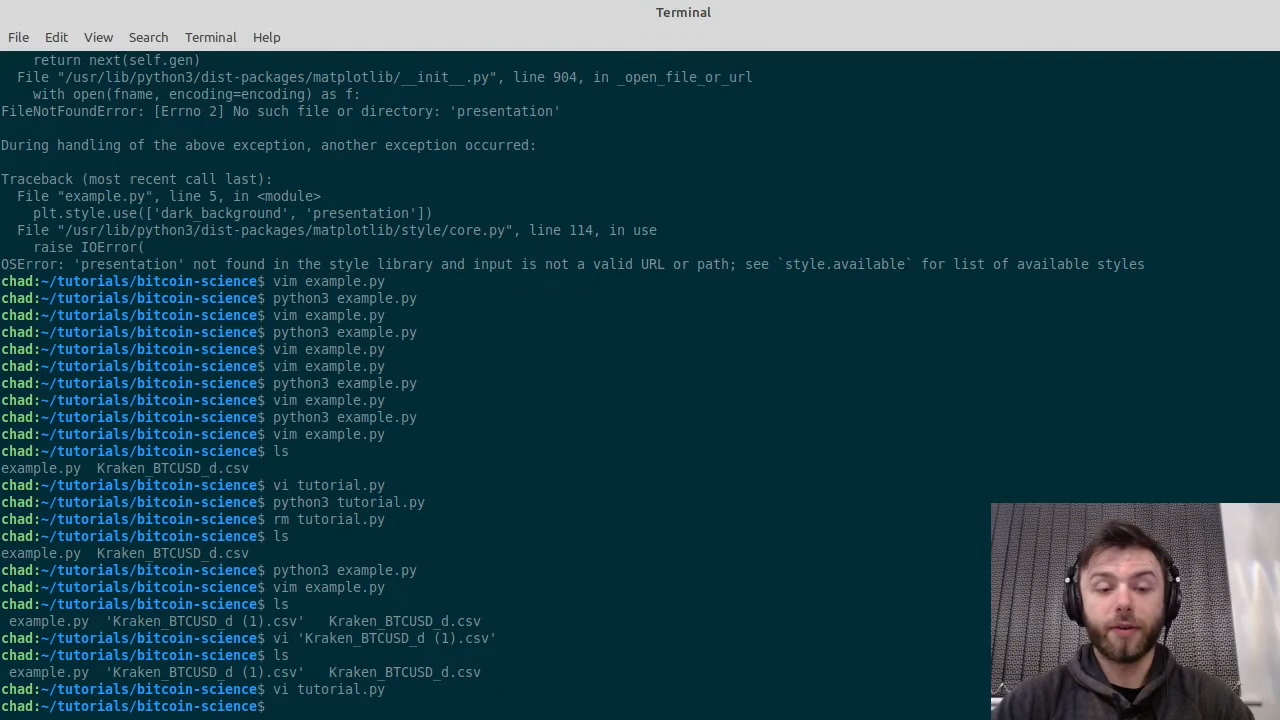 Terminal
File Edit View Search Terminal Help
return next(self.gen)
File "/usr/lib/python3/dist-packages/matplotlib/__init__.py", line 904, in _open_file_or_url
with open(fname, encoding=encoding) as f:
FileNotFoundError: [Errno 2] No such file or directory: 'presentation'
During handling of the above exception, another exception occurred:
Traceback (most recent call last):
File "example.py", line 5, in <module>
plt.style.use(['dark_background', 'presentation'])
File "/usr/lib/python3/dist-packages/matplotlib/style/core.py", line 114, in use
raise IOError(
OSError: 'presentation' not found in the style library and input is not a valid URL or path; see `style.available` for list of available styles
chad:~/tutorials/bitcoin-science$ vim example.py
chad:~/tutorials/bitcoin-science$ python3 example.py
chad:~/tutorials/bitcoin-science$ vim example.py
chad:~/tutorials/bitcoin-science$ python3 example.py
chad:~/tutorials/bitcoin-science$ vim example.py
chad:~/tutorials/bitcoin-science$ vim example.py
chad:~/tutorials/bitcoin-science$ python3 example.py
chad:~/tutorials/bitcoin-science$ vim example.py
chad:~/tutorials/bitcoin-science$ python3 example.py
chad:~/tutorials/bitcoin-science$ vim example.py
chad:~/tutorials/bitcoin-science$ ls
example.py  Kraken_BTCUSD_d.csv
chad:~/tutorials/bitcoin-science$ vi tutorial.py
chad:~/tutorials/bitcoin-science$ python3 tutorial.py
chad:~/tutorials/bitcoin-science$ rm tutorial.py
chad:~/tutorials/bitcoin-science$ ls
example.py  Kraken_BTCUSD_d.csv
chad:~/tutorials/bitcoin-science$ python3 example.py
chad:~/tutorials/bitcoin-science$ vim example.py
chad:~/tutorials/bitcoin-science$ ls
example.py  'Kraken_BTCUSD_d (1).csv'   Kraken_BTCUSD_d.csv
chad:~/tutorials/bitcoin-science$ vi 'Kraken_BTCUSD_d (1).csv'
chad:~/tutorials/bitcoin-science$ ls
example.py  'Kraken_BTCUSD_d (1).csv'   Kraken_BTCUSD_d.csv
chad:~/tutorials/bitcoin-science$ vi tutorial.py
chad:~/tutorials/bitcoin-science$